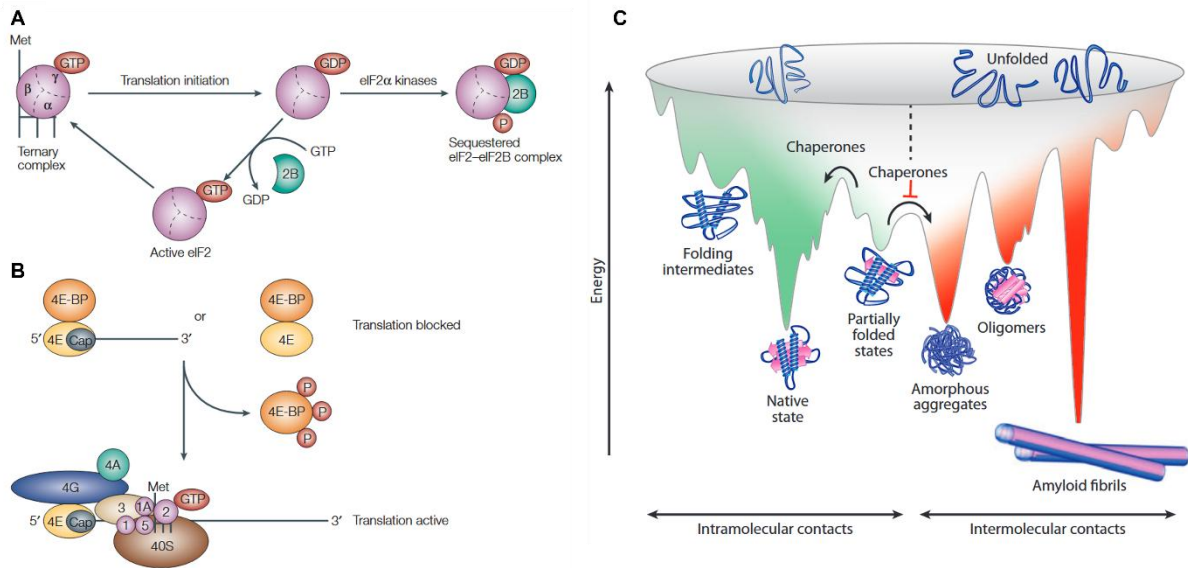 A
Met
GTP
γ
β
α
Ternary
complex
Translation initiation
GDP
eIF2α kinases
GDP
2B
P
Sequestered
eIF2–eIF2B complex
GTP
2B
GDP
GTP
Active eIF2
B
4E-BP
5′ 4E Cap 3′
or
4E-BP
4E
Translation blocked
4E-BP
P
P
P
4A
4G
Met
3 1A 2 GTP
5′ 4E Cap 1 5 3′
40S
Translation active
C
Energy
Unfolded
Chaperones
Chaperones
Folding
intermediates
Partially
folded
states
Oligomers
Native
state
Amorphous
aggregates
Amyloid fibrils
Intramolecular contacts
Intermolecular contacts